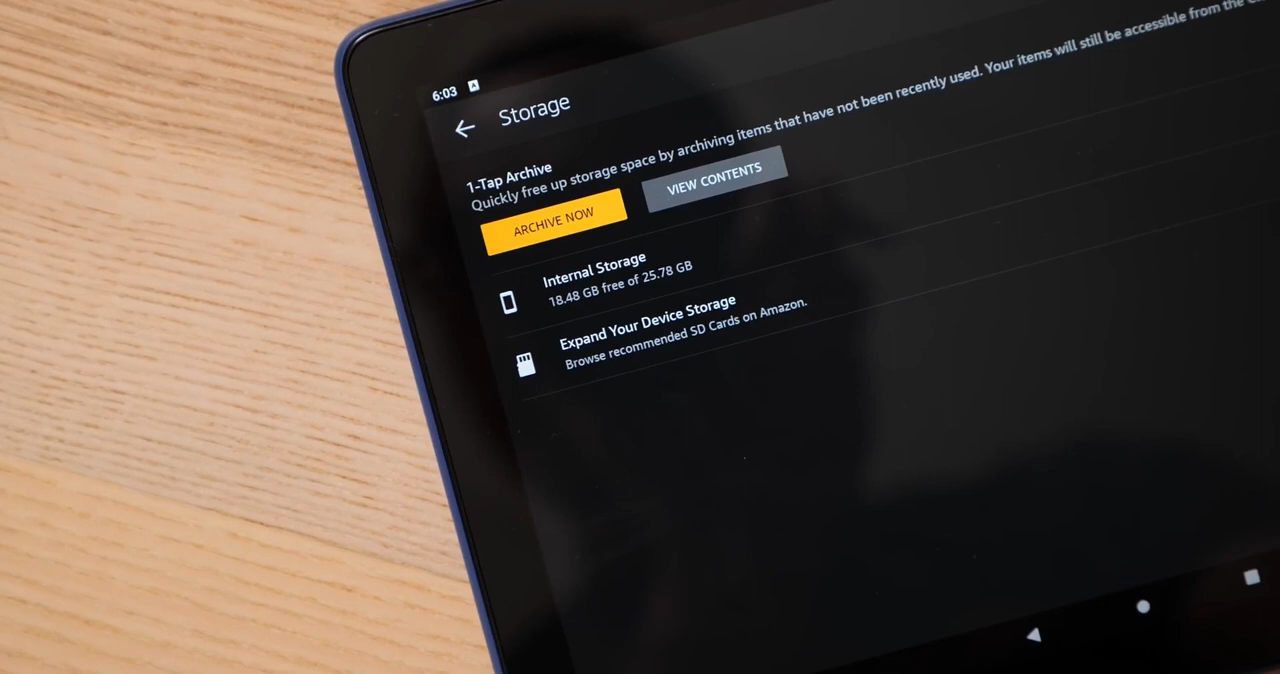 6:03
Storage
1-Tap Archive
Quickly free up storage space by archiving items that have not been recently used. Your items will still be accessible from the
ARCHIVE NOW
VIEW CONTENTS
Internal Storage
18.48 GB free of 25.78 GB
Expand Your Device Storage
Browse recommended SD Cards on Amazon.